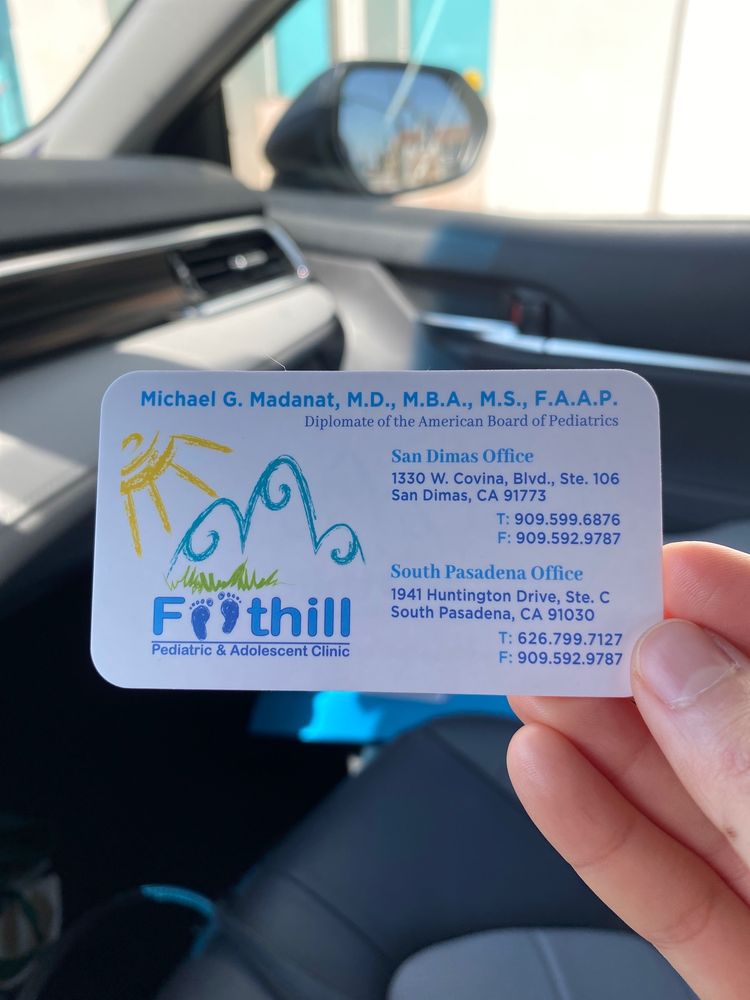 Michael G. Madanat, M.D., M.B.A., M.S., F.A.A.P.
Diplomate of the American Board of Pediatrics
San Dimas Office
1330 W. Covina, Blvd., Ste. 106
San Dimas, CA 91773
T: 909.599.6876
F: 909.592.9787
South Pasadena Office
1941 Huntington Drive, Ste. C
South Pasadena, CA 91030
T: 626.799.7127
F: 909.592.9787
Foothill
Pediatric & Adolescent Clinic